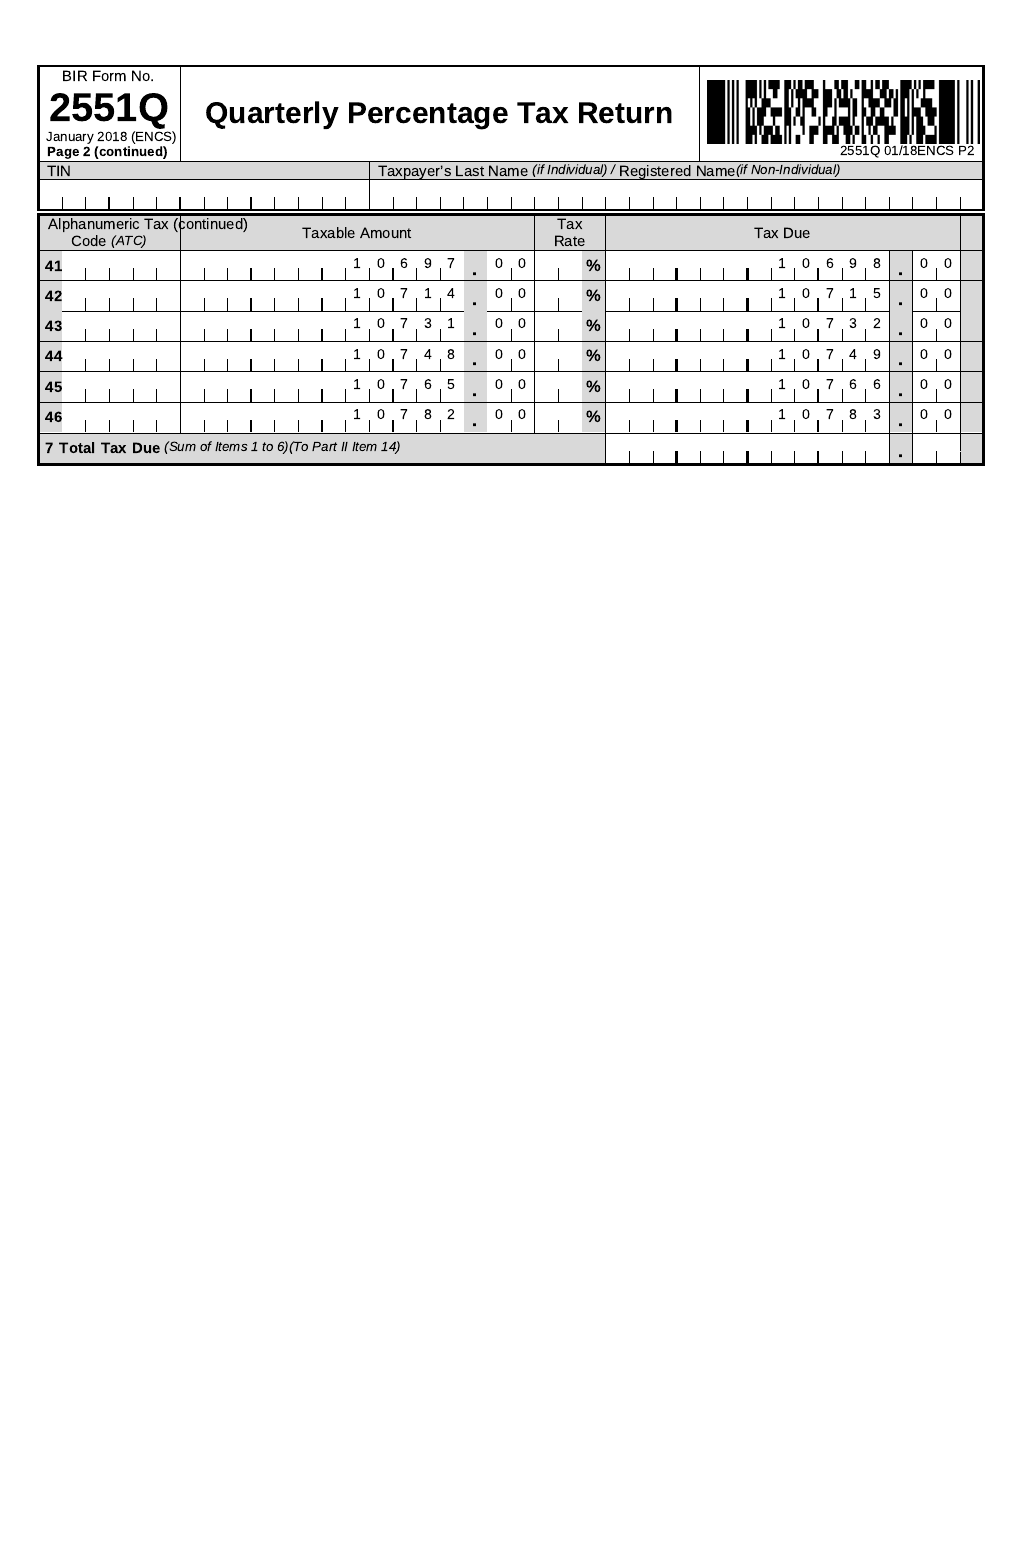 BIR Form No.
2551Q
January 2018 (ENCS)
Page 2 (continued)
Quarterly Percentage Tax Return
2551Q 01/18ENCS P2
TIN
Taxpayer's Last Name (if Individual) / Registered Name(if Non-Individual)
Alphanumeric Tax (continued)
Code (ATC)
Taxable Amount
Tax
Rate
Tax Due
41 10697.00 % 10698.00
42 10714.00 % 10715.00
43 10731.00 % 10732.00
44 10748.00 % 10749.00
45 10765.00 % 10766.00
46 10782.00 % 10783.00
7 Total Tax Due (Sum of Items 1 to 6)(To Part II Item 14) .